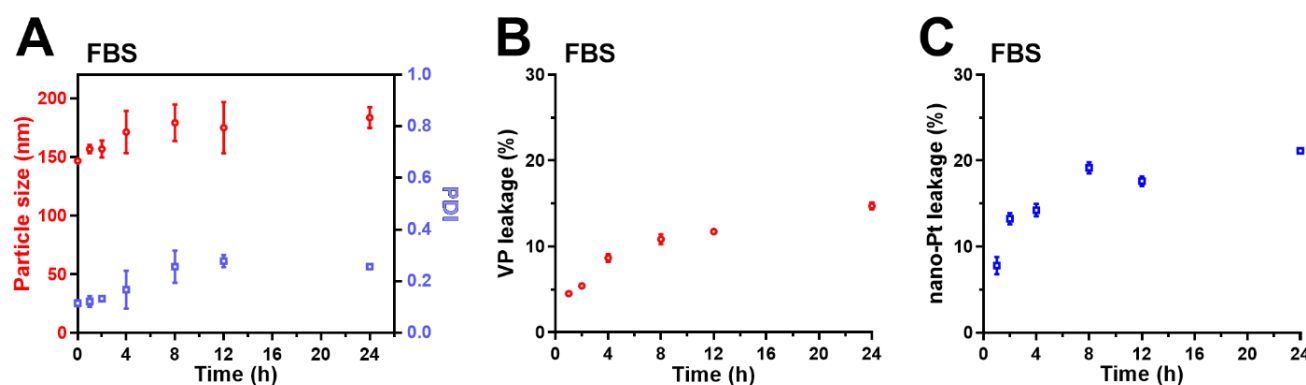 A
FBS
Particle size (nm)
200
150
100
50
0
1.0
0.8
0.6
0.4
0.2
0.0
PDI
0 4 8 12 16 20 24
Time (h)
B
FBS
VP leakage (%)
30
20
10
0
0 4 8 12 16 20 24
Time (h)
C
FBS
nano-Pt leakage (%)
30
20
10
0
0 4 8 12 16 20 24
Time (h)